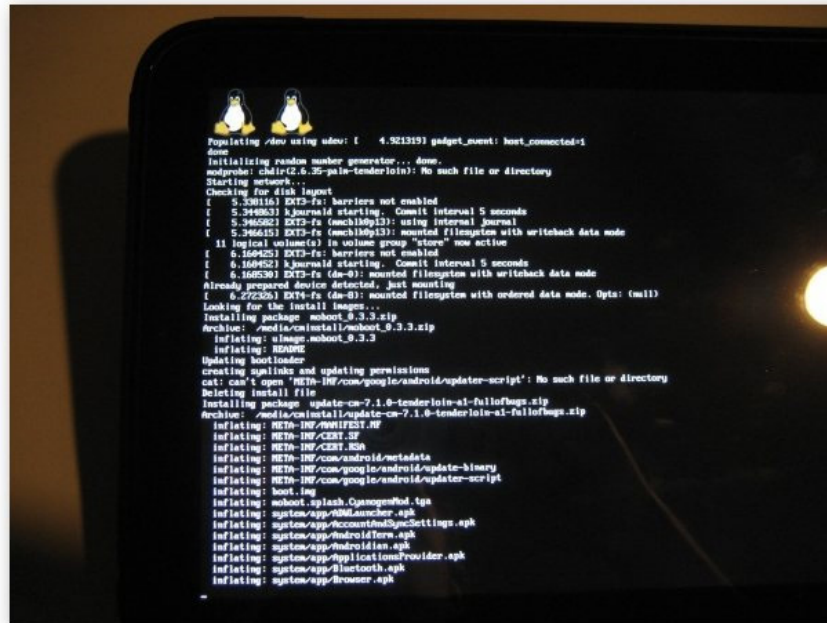 Populating /dev using udev: [    4.921319] gadget_event: host_connected=1
done
Initializing random number generator... done.
modprobe: chdir(2.6.35-palm-tenderloin): No such file or directory
Starting network...
Checking for disk layout
[    5.330116] EXT3-fs: barriers not enabled
[    5.344863] kjournald starting.  Commit interval 5 seconds
[    5.346582] EXT3-fs (mmcblk0p13): using internal journal
[    5.346615] EXT3-fs (mmcblk0p13): mounted filesystem with writeback data mode
  11 logical volume(s) in volume group "store" now active
[    6.160425] EXT3-fs: barriers not enabled
[    6.160452] kjournald starting.  Commit interval 5 seconds
[    6.160530] EXT3-fs (dm-0): mounted filesystem with writeback data mode
Already prepared device detected, just mounting
[    6.272326] EXT4-fs (dm-8): mounted filesystem with ordered data mode. Opts: (null)
Looking for the install images...
Installing package  moboot_0.3.3.zip
Archive:  /media/cminstall/moboot_0.3.3.zip
  inflating: uImage.moboot_0.3.3
  inflating: README
Updating bootloader
creating symlinks and updating permissions
cat: can't open 'META-INF/com/google/android/updater-script': No such file or directory
Deleting install file
Installing package  update-cm-7.1.0-tenderloin-a1-fullofbugs.zip
Archive:  /media/cminstall/update-cm-7.1.0-tenderloin-a1-fullofbugs.zip
  inflating: META-INF/MANIFEST.MF
  inflating: META-INF/CERT.SF
  inflating: META-INF/CERT.RSA
  inflating: META-INF/com/android/metadata
  inflating: META-INF/com/google/android/update-binary
  inflating: META-INF/com/google/android/updater-script
  inflating: boot.img
  inflating: moboot.splash.CyanogenMod.tga
  inflating: system/app/ADWLauncher.apk
  inflating: system/app/AccountAndSyncSettings.apk
  inflating: system/app/AndroidTerm.apk
  inflating: system/app/Androidian.apk
  inflating: system/app/ApplicationsProvider.apk
  inflating: system/app/Bluetooth.apk
  inflating: system/app/Browser.apk